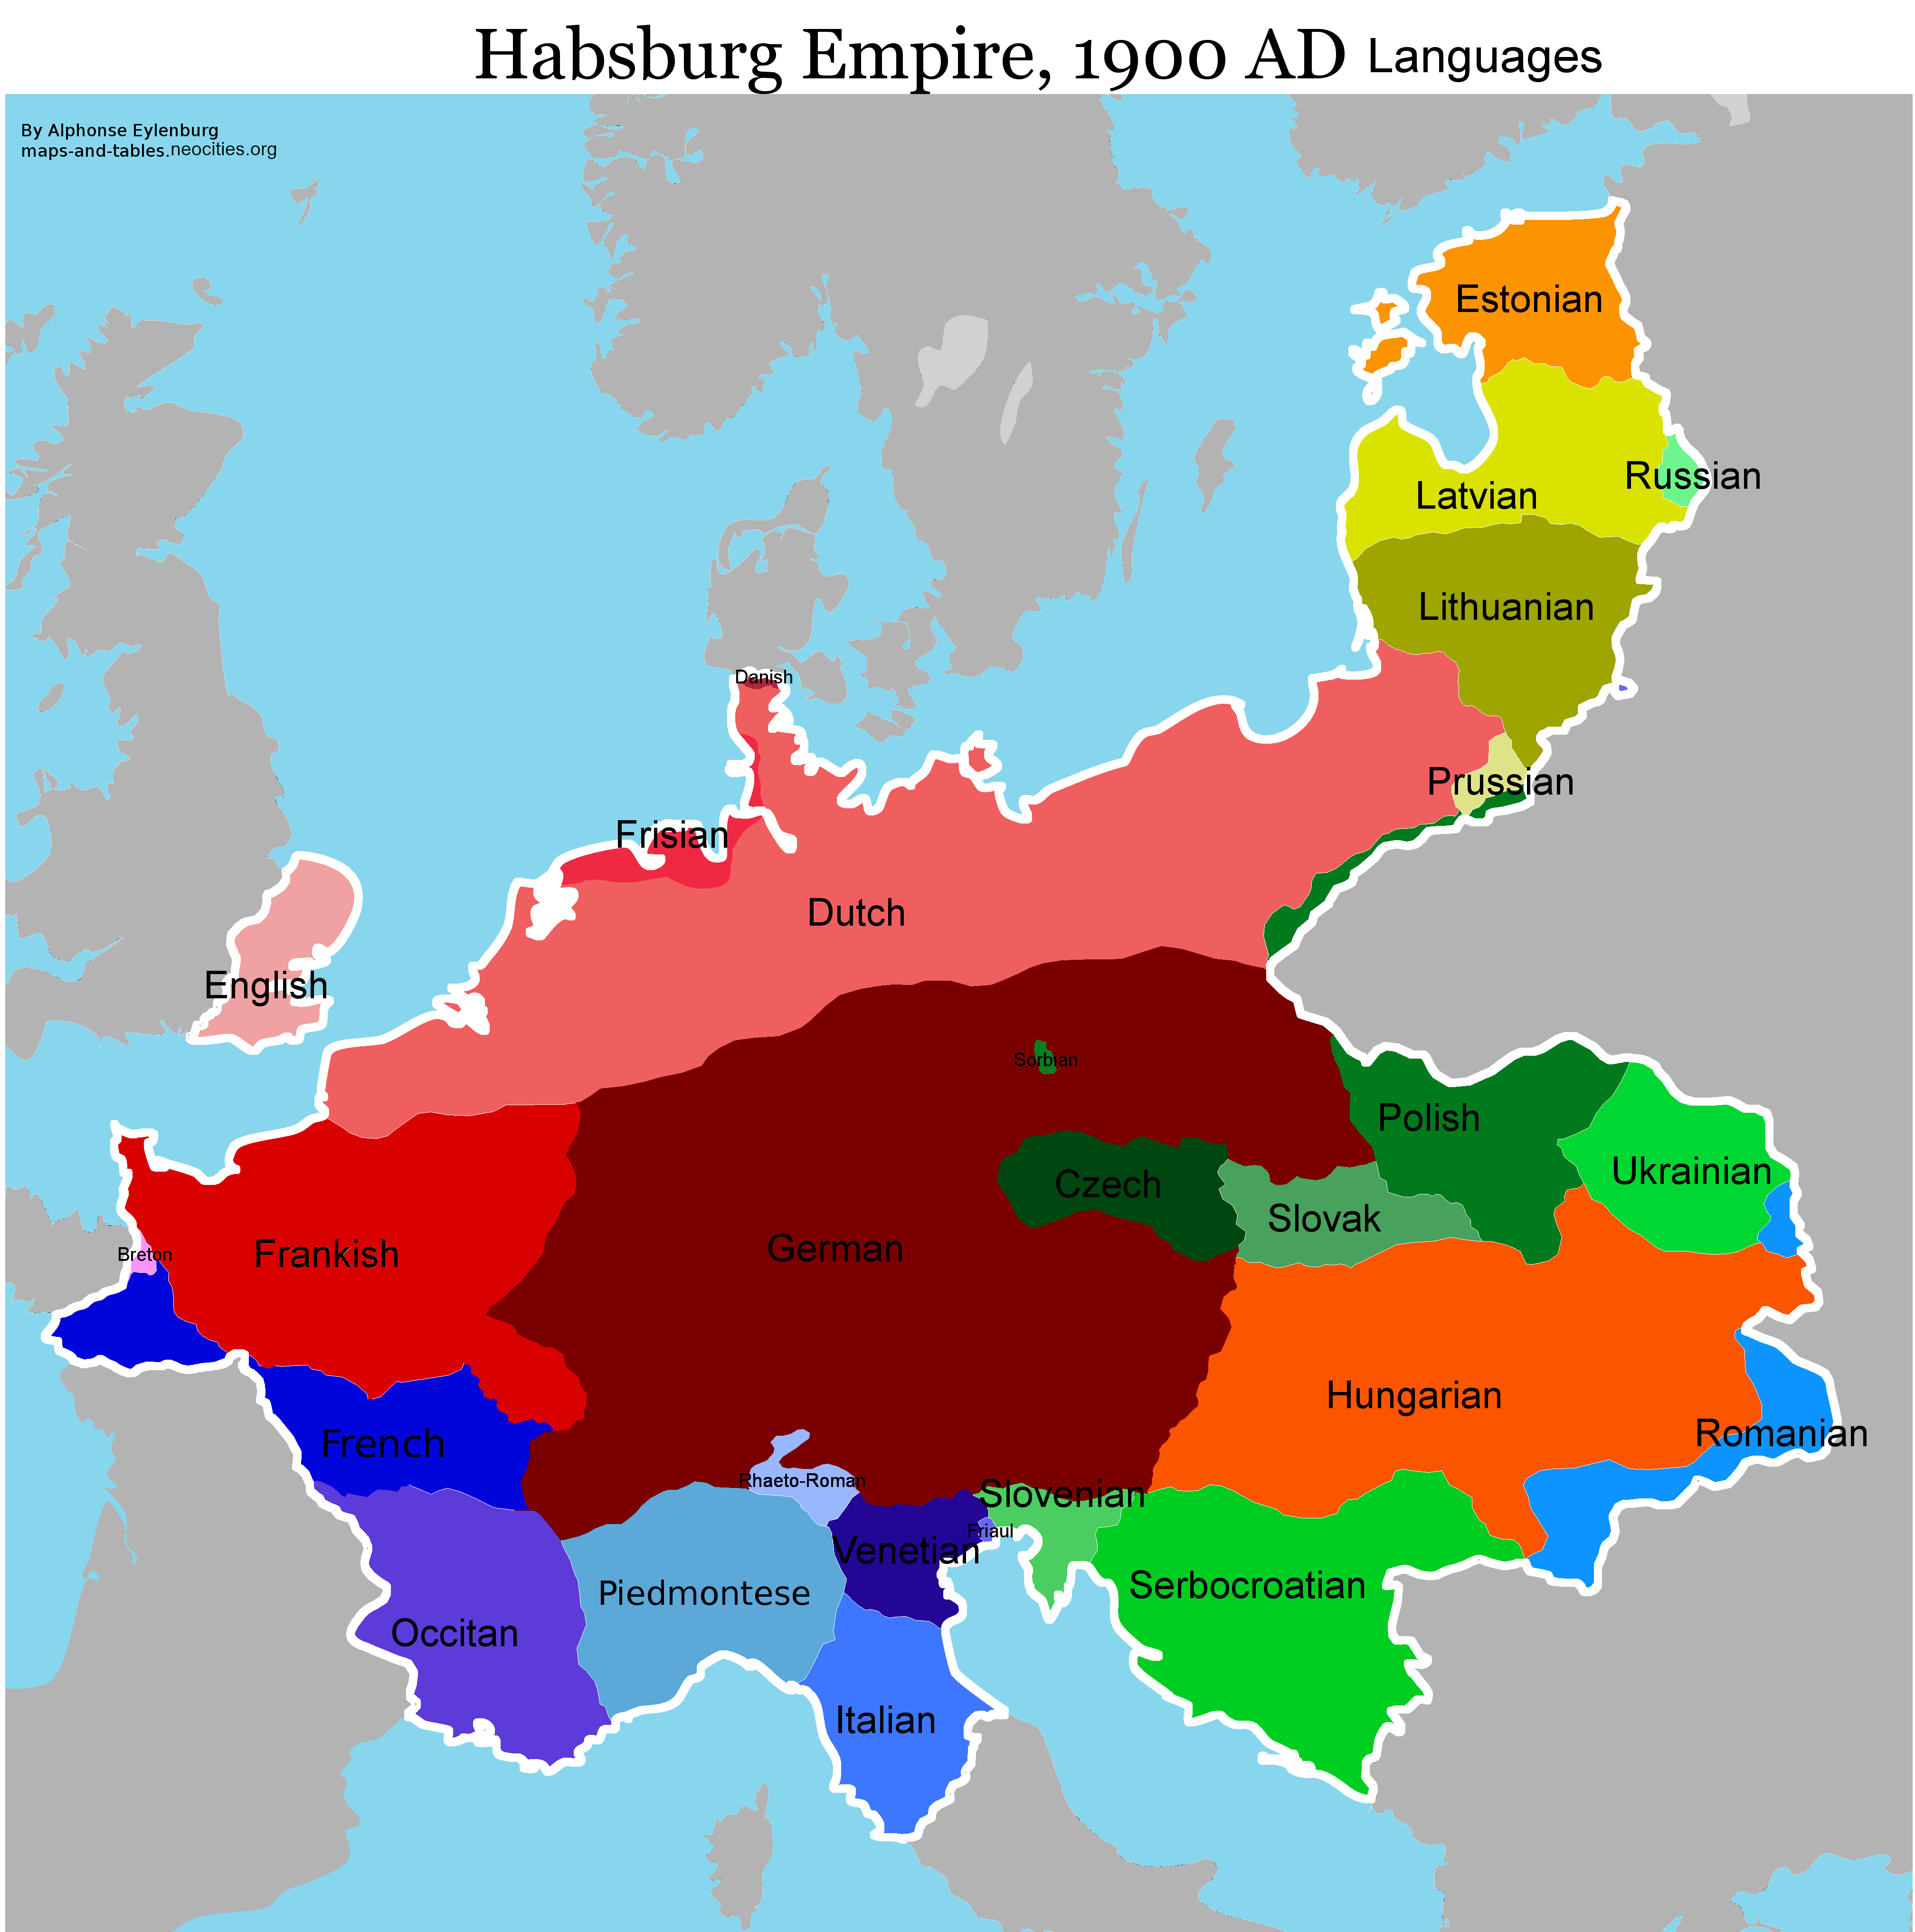 Habsburg Empire, 1900 AD Languages
By Alphonse Eylenburg
maps-and-tables.neocities.org
Estonian
Russian
Latvian
Lithuanian
Danish
Prussian
Frisian
Dutch
English
Sorbian
Polish
Ukrainian
Czech
Slovak
German
Breton
Frankish
Hungarian
Romanian
French
Rhaeto-Roman
Slovenian
Friaul
Venetian
Serbocroatian
Piedmontese
Occitan
Italian